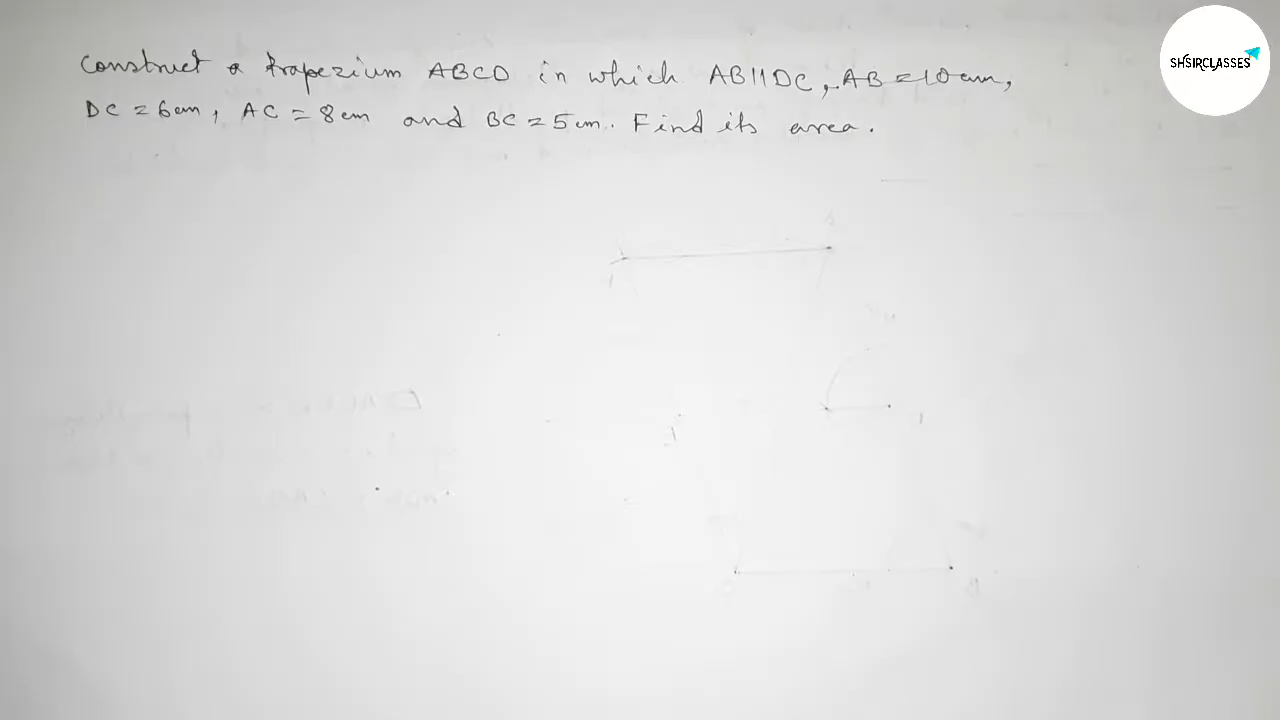 Construct a trapezium ABCD in which AB||DC, AB = 10 cm,
DC = 6 cm, AC = 8 cm and BC = 5 cm. Find its area.
SHSIRCLASSES